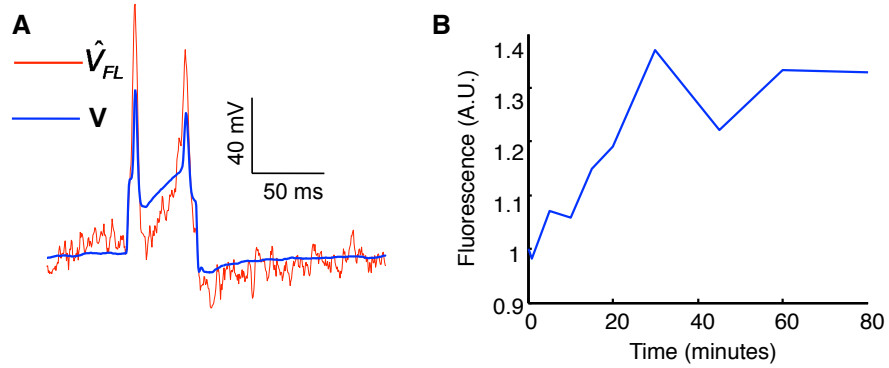 A
V̂FL
V
40 mV
50 ms
B
Fluorescence (A.U.)
1.4
1.3
1.2
1.1
1
0.9
0
20
40
60
80
Time (minutes)